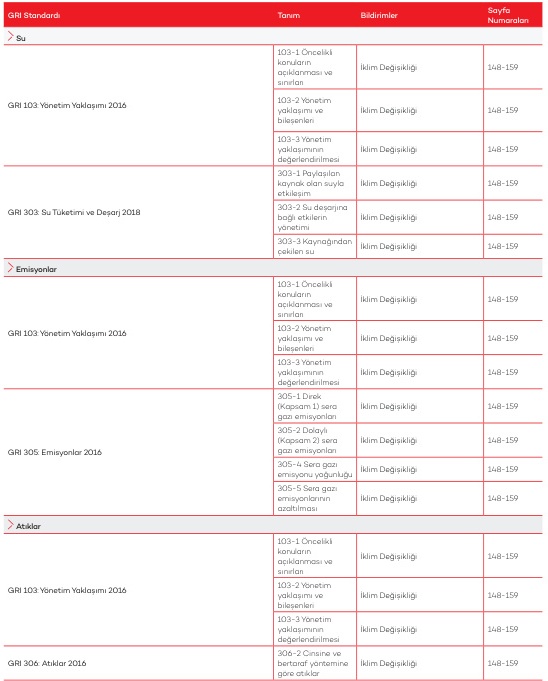 GRI Standardı Tanım Bildirimler Sayfa
Numaraları
Su
GRI 103: Yönetim Yaklaşımı 2016
103-1 Öncelikli
konuların
açıklanması ve
sınırları
İklim Değişikliği 148-159
103-2 Yönetim
yaklaşımı ve
bileşenleri
İklim Değişikliği 148-159
103-3 Yönetim
yaklaşımının
değerlendirilmesi
İklim Değişikliği 148-159
GRI 303: Su Tüketimi ve Deşarj 2018
303-1 Paylaşılan
kaynak olan suyla
etkileşim
İklim Değişikliği 148-159
303-2 Su deşarjına
bağlı etkilerin
yönetimi
İklim Değişikliği 148-159
303-3 Kaynağından
çekilen su
İklim Değişikliği 148-159
Emisyonlar
GRI 103: Yönetim Yaklaşımı 2016
103-1 Öncelikli
konuların
açıklanması ve
sınırları
İklim Değişikliği 148-159
103-2 Yönetim
yaklaşımı ve
bileşenleri
İklim Değişikliği 148-159
103-3 Yönetim
yaklaşımının
değerlendirilmesi
İklim Değişikliği 148-159
GRI 305: Emisyonlar 2016
305-1 Direk
(Kapsam 1) sera
gazı emisyonları
İklim Değişikliği 148-159
305-2 Dolaylı
(Kapsam 2) sera
gazı emisyonları
İklim Değişikliği 148-159
305-4 Sera gazı
emisyonu yoğunluğu
İklim Değişikliği 148-159
305-5 Sera gazı
emisyonlarının
azaltılması
İklim Değişikliği 148-159
Atıklar
GRI 103: Yönetim Yaklaşımı 2016
103-1 Öncelikli
konuların
açıklanması ve
sınırları
İklim Değişikliği 148-159
103-2 Yönetim
yaklaşımı ve
bileşenleri
İklim Değişikliği 148-159
103-3 Yönetim
yaklaşımının
değerlendirilmesi
İklim Değişikliği 148-159
GRI 306: Atıklar 2016
306-2 Cinsine ve
bertaraf yöntemine
göre atıklar
İklim Değişikliği 148-159